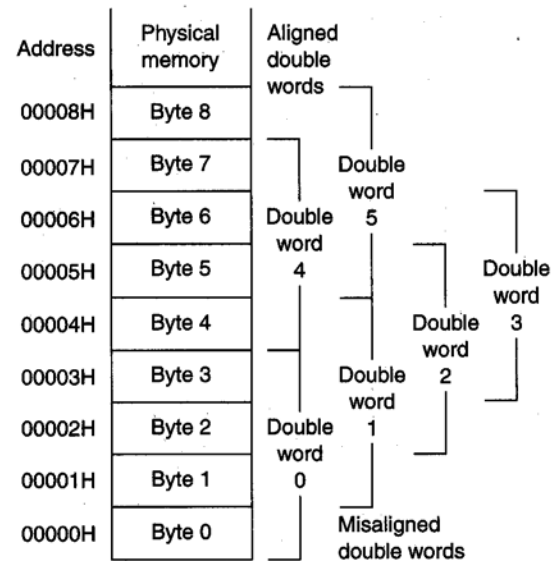 Address
Physical
memory
Aligned
double
words
00008H
Byte 8
00007H
Byte 7
Double
word
5
00006H
Byte 6
Double
word
4
00005H
Byte 5
Double
word
3
00004H
Byte 4
Double
word
2
00003H
Byte 3
Double
word
1
00002H
Byte 2
Double
word
0
00001H
Byte 1
00000H
Byte 0
Misaligned
double words